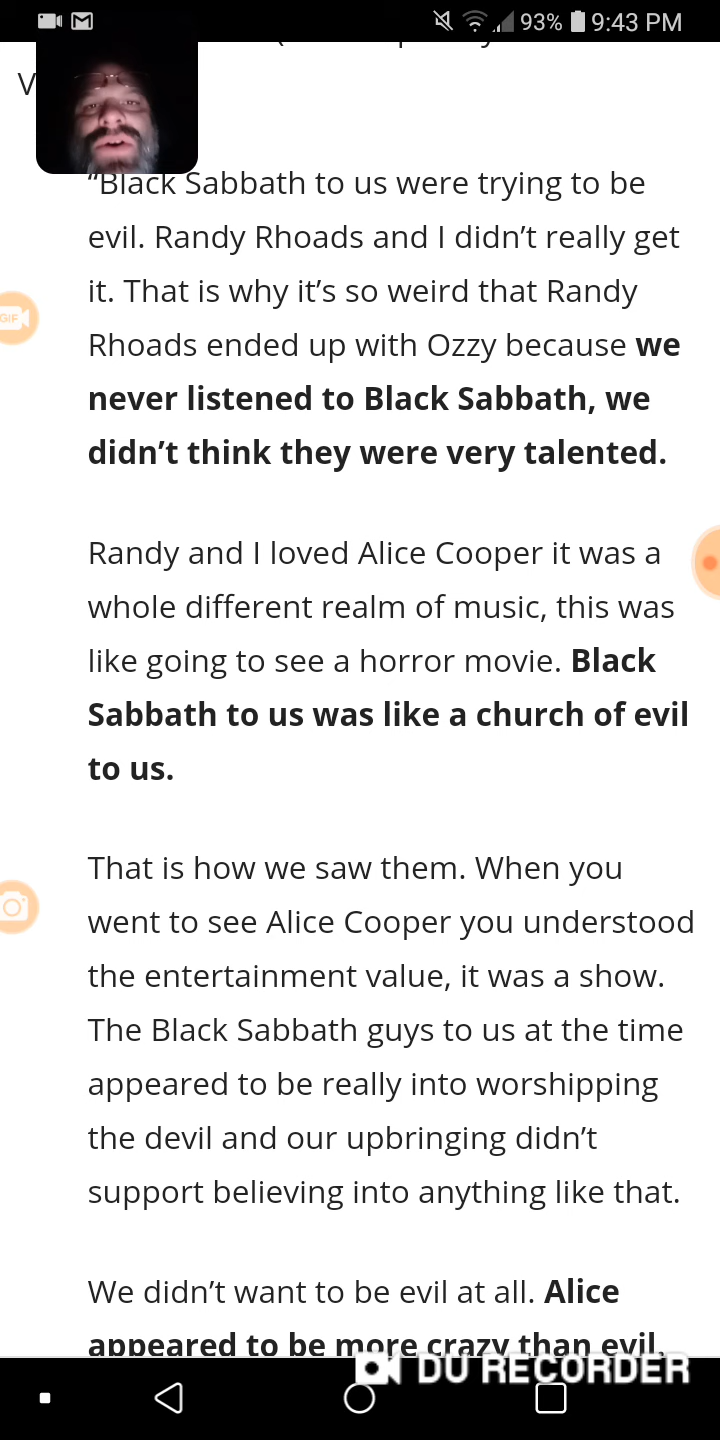 93% 9:43 PM
V
“Black Sabbath to us were trying to be
evil. Randy Rhoads and I didn’t really get
it. That is why it’s so weird that Randy
Rhoads ended up with Ozzy because we
never listened to Black Sabbath, we
didn’t think they were very talented.
GIF
Randy and I loved Alice Cooper it was a
whole different realm of music, this was
like going to see a horror movie. Black
Sabbath to us was like a church of evil
to us.
That is how we saw them. When you
went to see Alice Cooper you understood
the entertainment value, it was a show.
The Black Sabbath guys to us at the time
appeared to be really into worshipping
the devil and our upbringing didn’t
support believing into anything like that.
We didn’t want to be evil at all. Alice
appeared to be more crazy than evil.
DU RECORDER